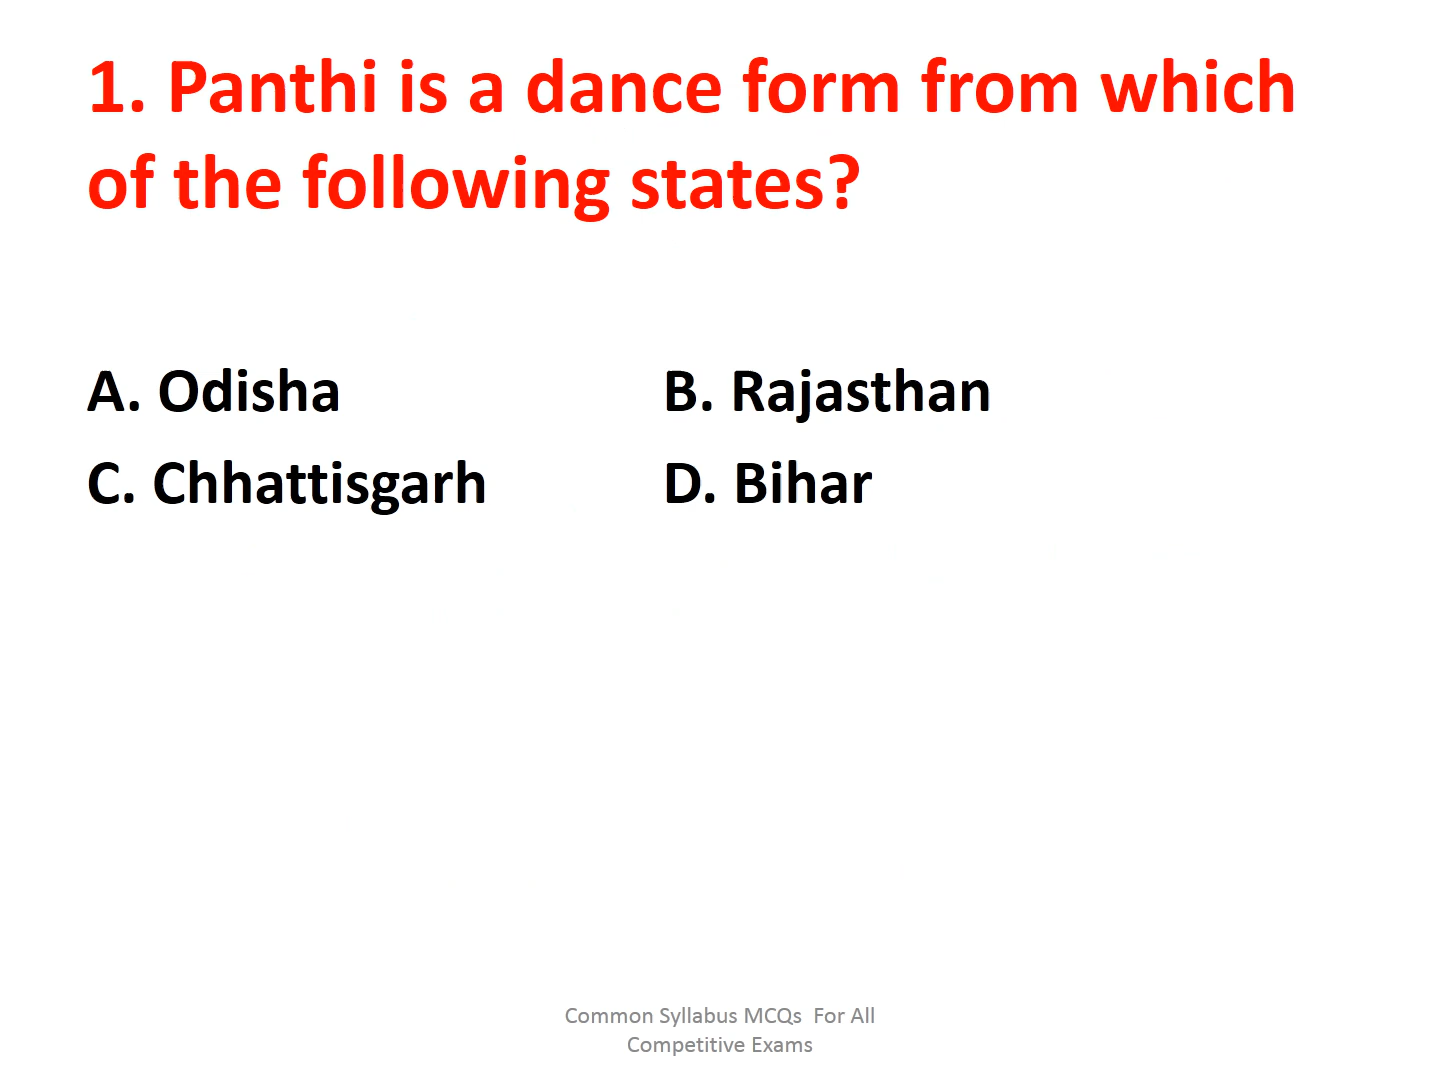 1. Panthi is a dance form from which
of the following states?
A. Odisha B. Rajasthan
C. Chhattisgarh D. Bihar
Common Syllabus MCQs For All
Competitive Exams